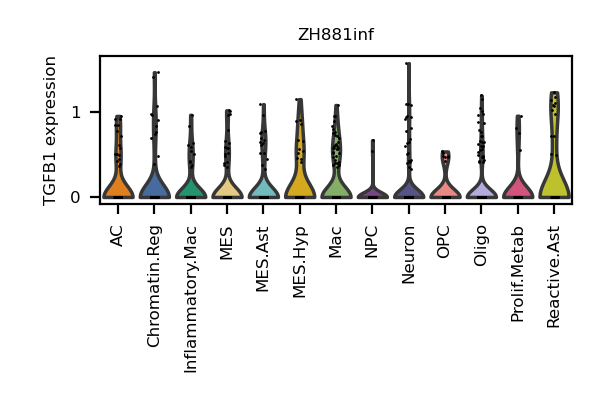 ZH881inf
TGFB1 expression
1
0
AC
Chromatin.Reg
Inflammatory.Mac
MES
MES.Ast
MES.Hyp
Mac
NPC
Neuron
OPC
Oligo
Prolif.Metab
Reactive.Ast